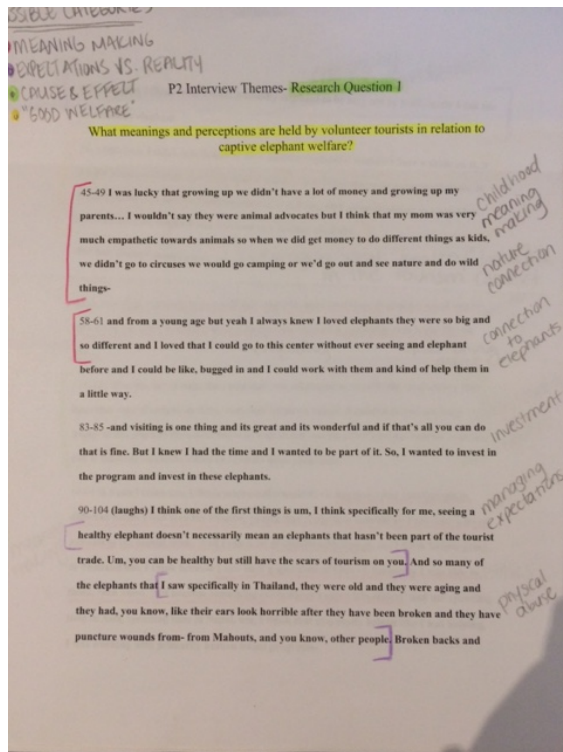 POSSIBLE CATEGORIES
MEANING MAKING
EXPECTATIONS VS. REALITY
CAUSE & EFFECT
"GOOD WELFARE"
P2 Interview Themes- Research Question 1
What meanings and perceptions are held by volunteer tourists in relation to
captive elephant welfare?
45-49 I was lucky that growing up we didn't have a lot of money and growing up my
parents... I wouldn't say they were animal advocates but I think that my mom was very
much empathetic towards animals so when we did get money to do different things as kids,
we didn't go to circuses we would go camping or we'd go out and see nature and do wild
things-
childhood
meaning
making
nature
connection
58-61 and from a young age but yeah I always knew I loved elephants they were so big and
so different and I loved that I could go to this center without ever seeing and elephant
before and I could be like, bugged in and I could work with them and kind of help them in
a little way.
connection
to
elephants
83-85 -and visiting is one thing and its great and its wonderful and if that's all you can do
that is fine. But I knew I had the time and I wanted to be part of it. So, I wanted to invest in
the program and invest in these elephants.
investment
90-104 (laughs) I think one of the first things is um, I think specifically for me, seeing a
healthy elephant doesn't necessarily mean an elephants that hasn't been part of the tourist
trade. Um, you can be healthy but still have the scars of tourism on you. And so many of
the elephants that I saw specifically in Thailand, they were old and they were aging and
they had, you know, like their ears look horrible after they have been broken and they have
puncture wounds from- from Mahouts, and you know, other people. Broken backs and
managing
expectations
physical
abuse